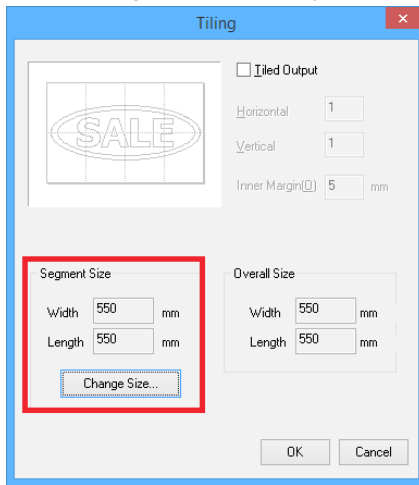 Tiling
Tiled Output
SALE
Horizontal 1
Vertical 1
Inner Margin(O) 5 mm
Segment Size
Width 550 mm
Length 550 mm
Change Size...
Overall Size
Width 550 mm
Length 550 mm
OK Cancel